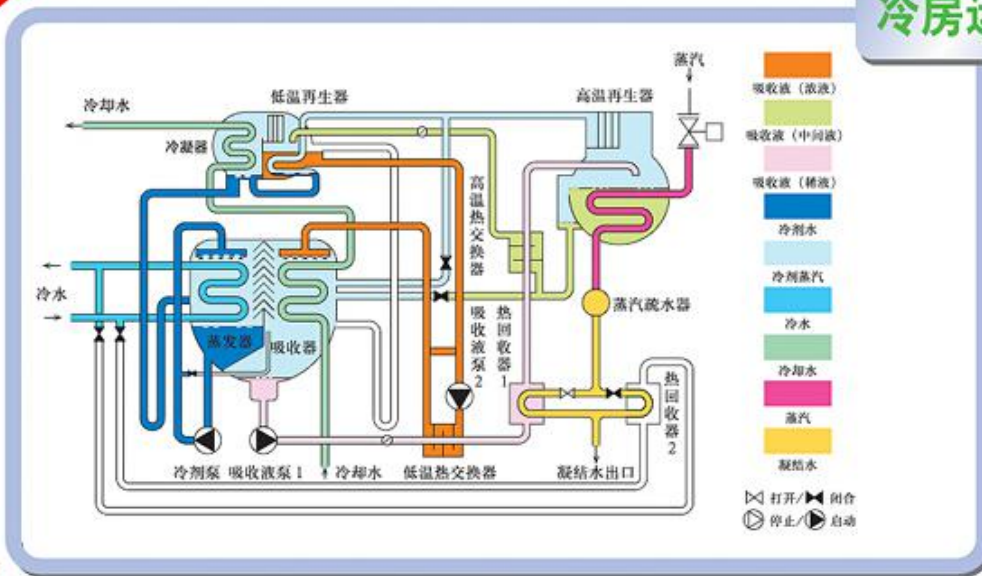 冷房运
蒸汽
低温再生器
高温再生器
冷却水
冷凝器
高温热交换器
冷水
蒸发器
吸收器
吸收液泵2
热回收器1
蒸汽疏水器
热回收器2
冷剂泵
吸收液泵1
冷却水
低温热交换器
凝结水出口
吸收液（浓液）
吸收液（中间液）
吸收液（稀液）
冷剂水
冷剂蒸汽
冷水
冷却水
蒸汽
凝结水
打开/闭合
停止/启动